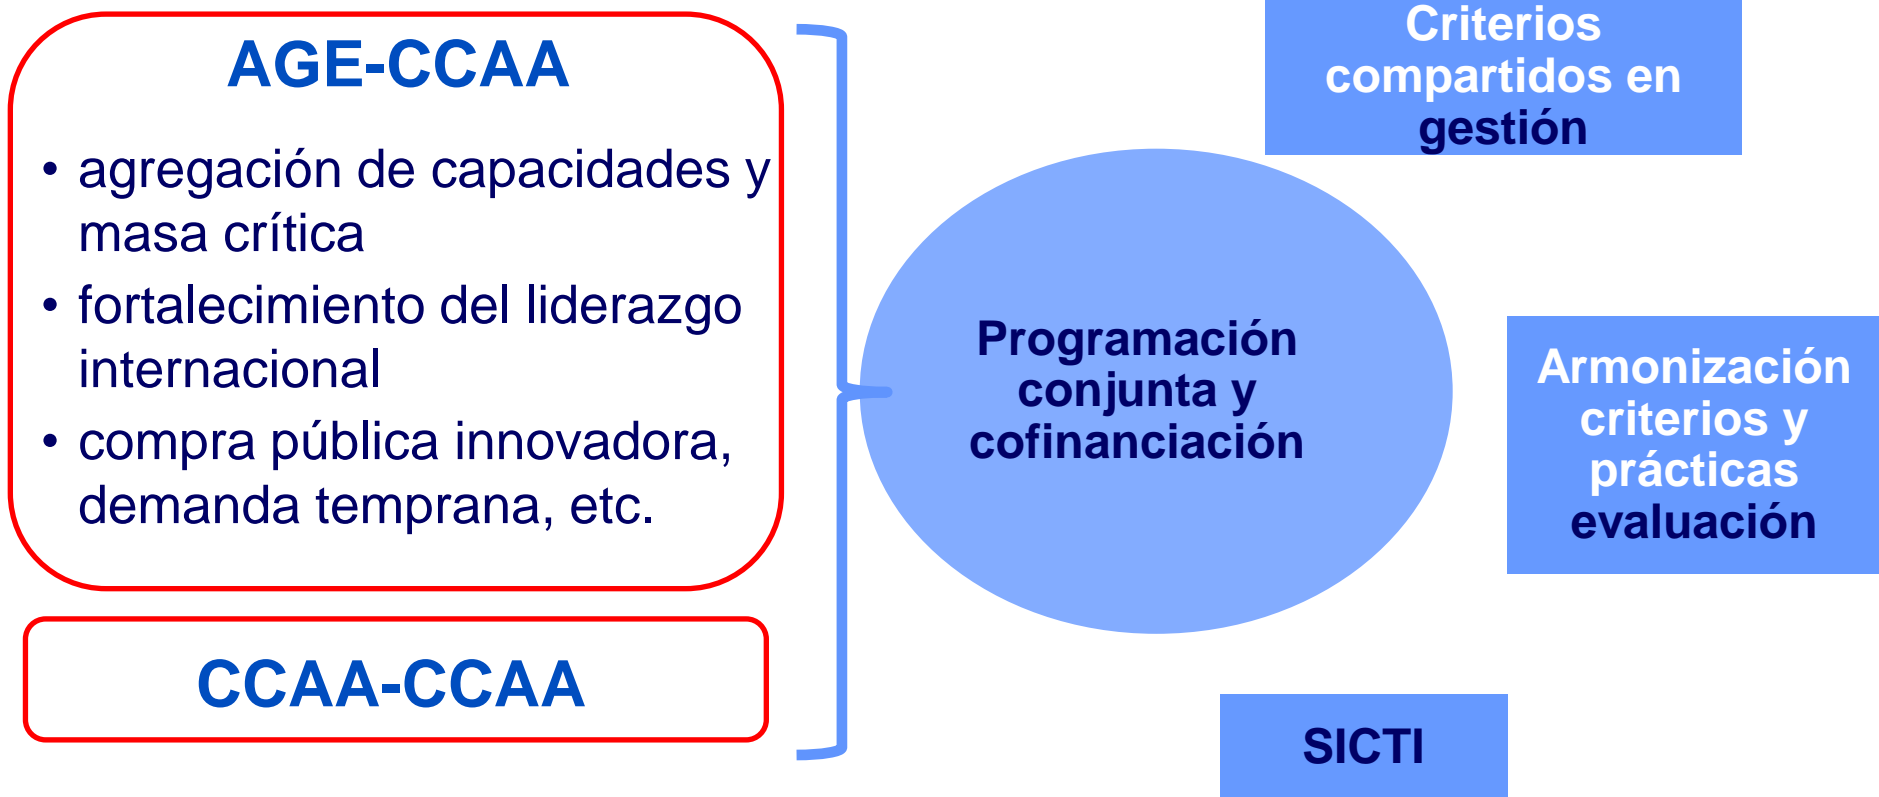 AGE-CCAA
• agregación de capacidades y
masa crítica
• fortalecimiento del liderazgo
internacional
• compra pública innovadora,
demanda temprana, etc.
CCAA-CCAA
Programación
conjunta y
cofinanciación
Criterios
compartidos en
gestión
Armonización
criterios y
prácticas
evaluación
SICTI